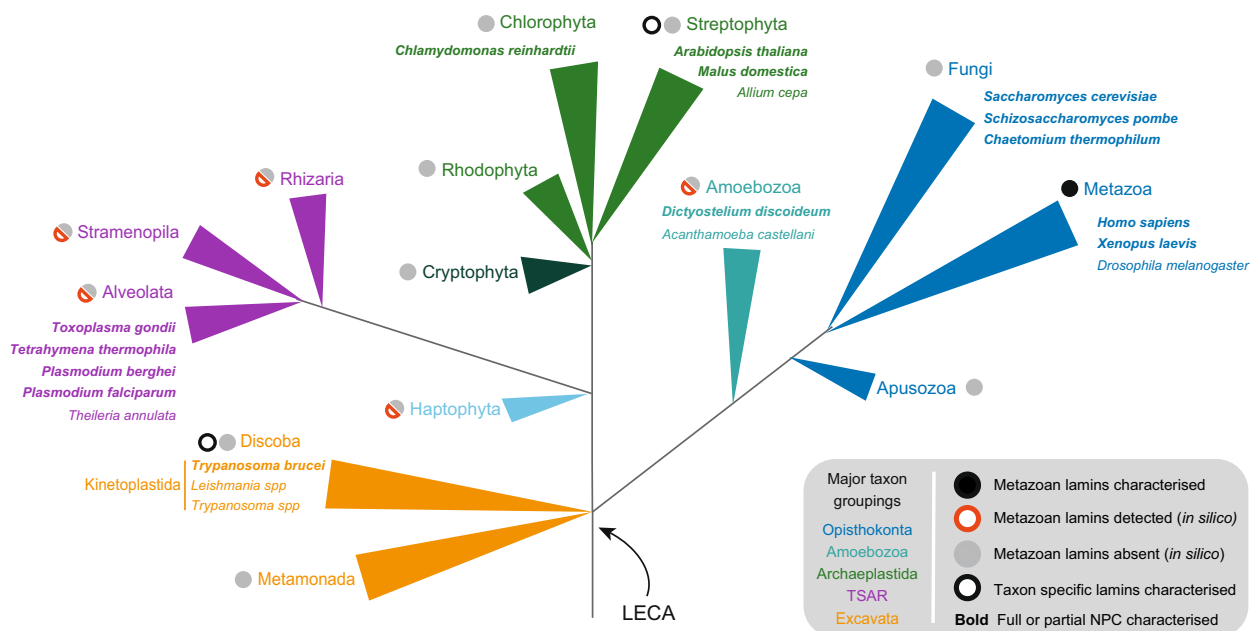 Chlorophyta
Chlamydomonas reinhardtii
Streptophyta
Arabidopsis thaliana
Malus domestica
Allium cepa
Fungi
Saccharomyces cerevisiae
Schizosaccharomyces pombe
Chaetomium thermophilum
Rhizaria
Rhodophyta
Amoebozoa
Dictyostelium discoideum
Acanthamoeba castellani
Metazoa
Homo sapiens
Xenopus laevis
Drosophila melanogaster
Stramenopila
Cryptophyta
Alveolata
Toxoplasma gondii
Tetrahymena thermophila
Plasmodium berghei
Plasmodium falciparum
Theileria annulata
Haptophyta
Apusozoa
Discoba
Kinetoplastida
Trypanosoma brucei
Leishmania spp
Trypanosoma spp
Metamonada
LECA
Major taxon
groupings
Opisthokonta
Amoebozoa
Archaeplastida
TSAR
Excavata
Metazoan lamins characterised
Metazoan lamins detected (in silico)
Metazoan lamins absent (in silico)
Taxon specific lamins characterised
Bold Full or partial NPC characterised